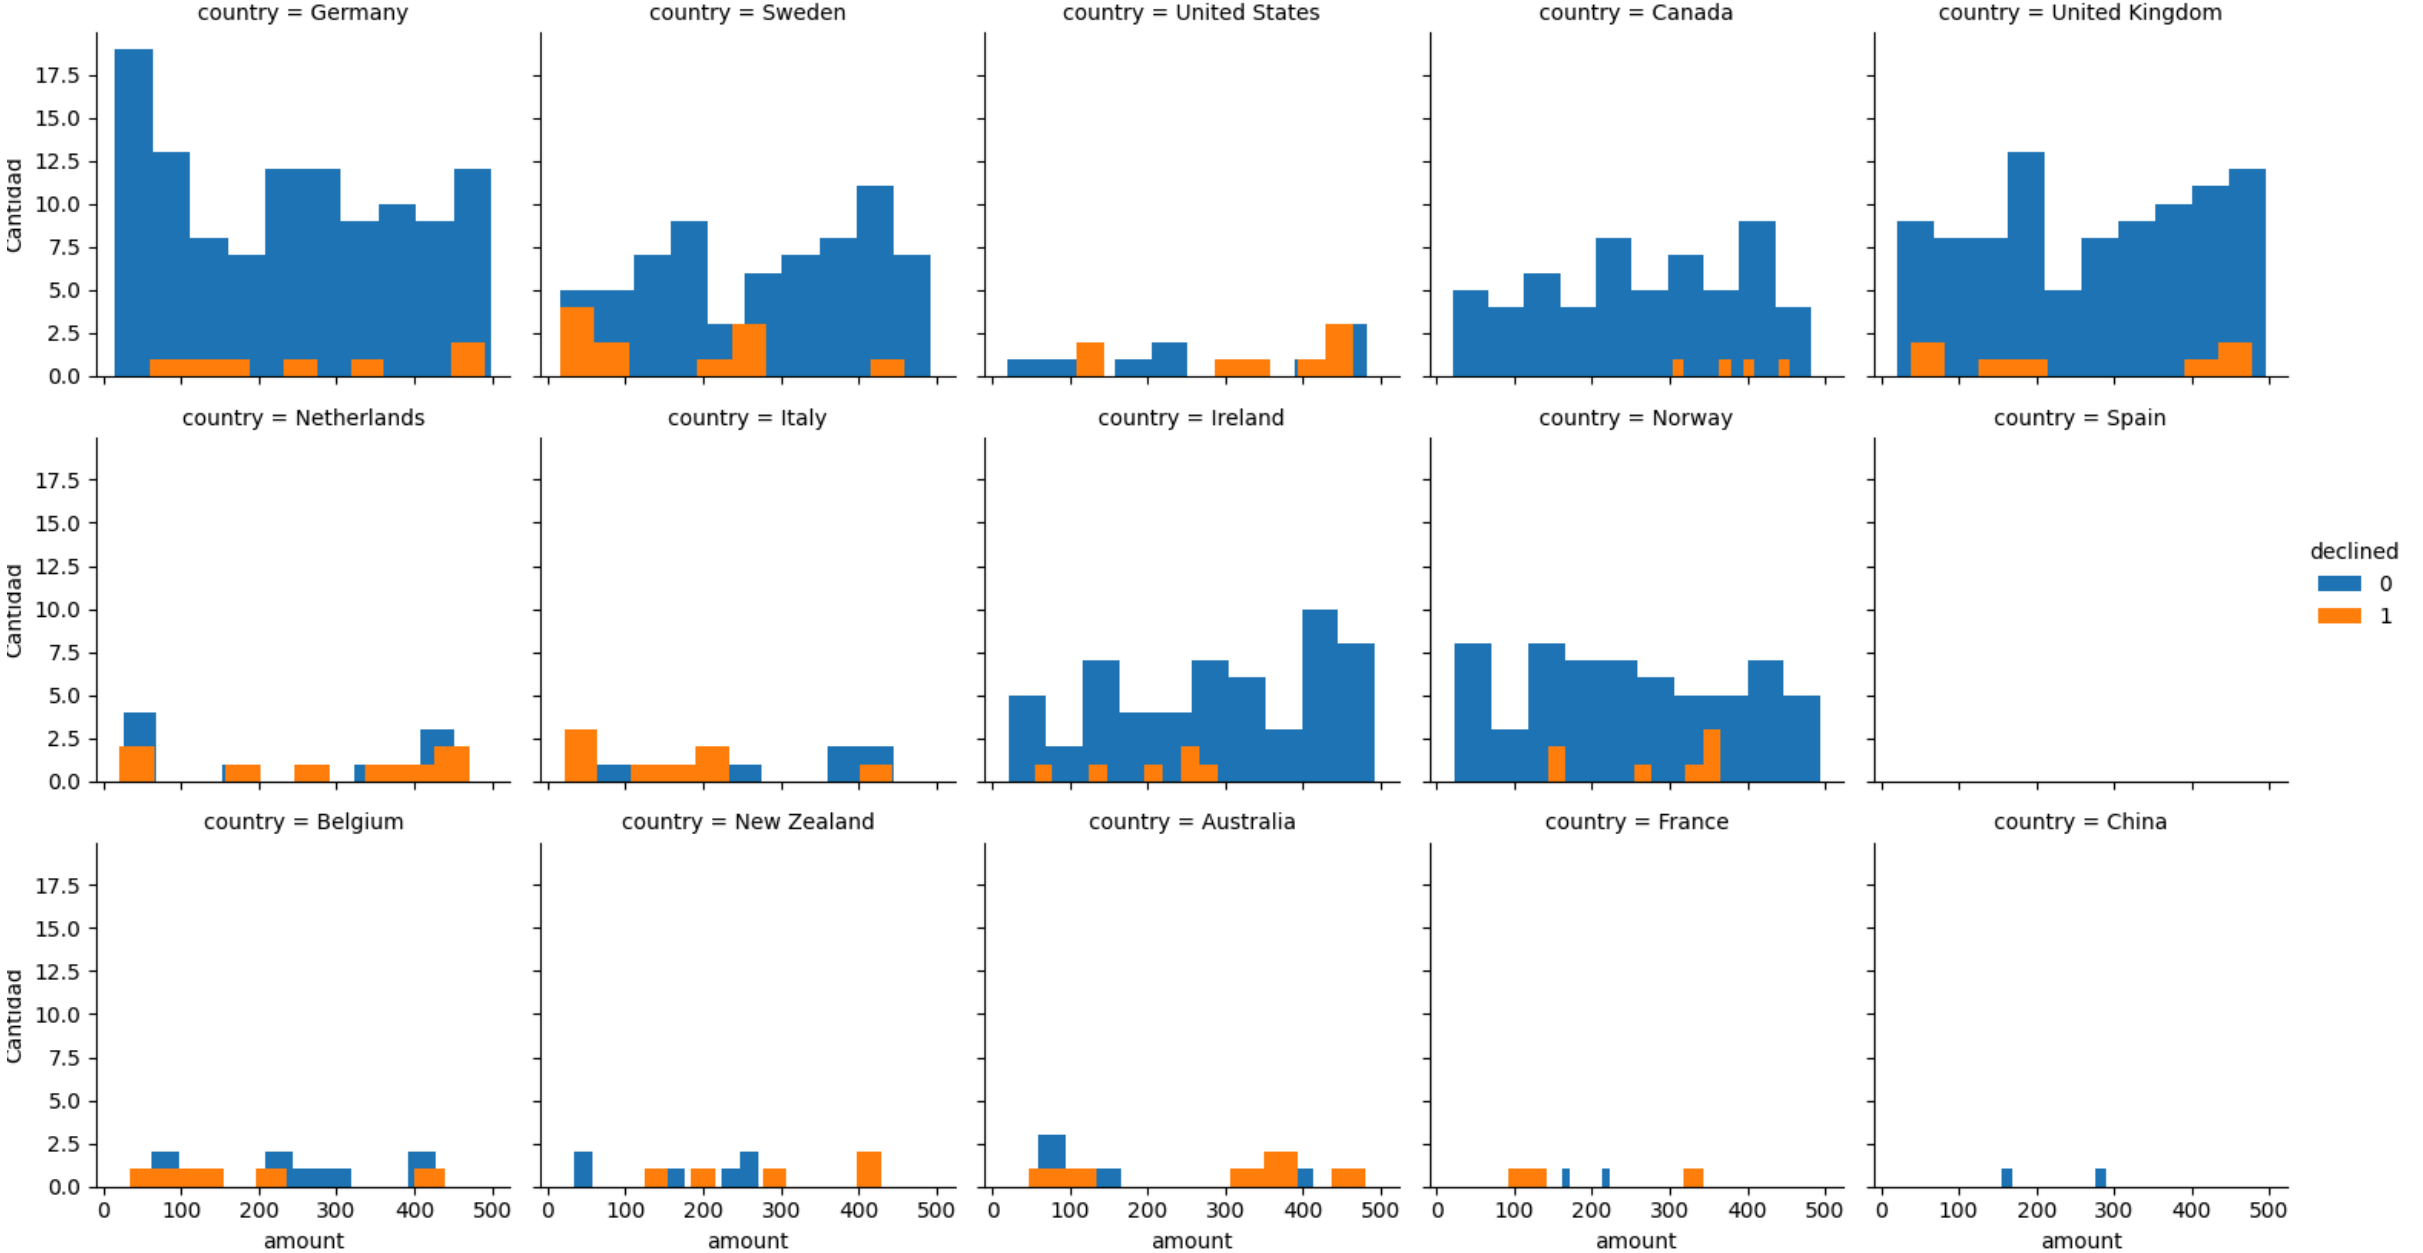 country = Germany
country = Sweden
country = United States
country = Canada
country = United Kingdom
17.5
15.0
12.5
10.0
7.5
5.0
2.5
0.0
Cantidad
country = Netherlands
country = Italy
country = Ireland
country = Norway
country = Spain
17.5
15.0
12.5
10.0
7.5
5.0
2.5
0.0
Cantidad
declined
0
1
country = Belgium
country = New Zealand
country = Australia
country = France
country = China
17.5
15.0
12.5
10.0
7.5
5.0
2.5
0.0
Cantidad
0 100 200 300 400 500
0 100 200 300 400 500
0 100 200 300 400 500
0 100 200 300 400 500
0 100 200 300 400 500
amount
amount
amount
amount
amount